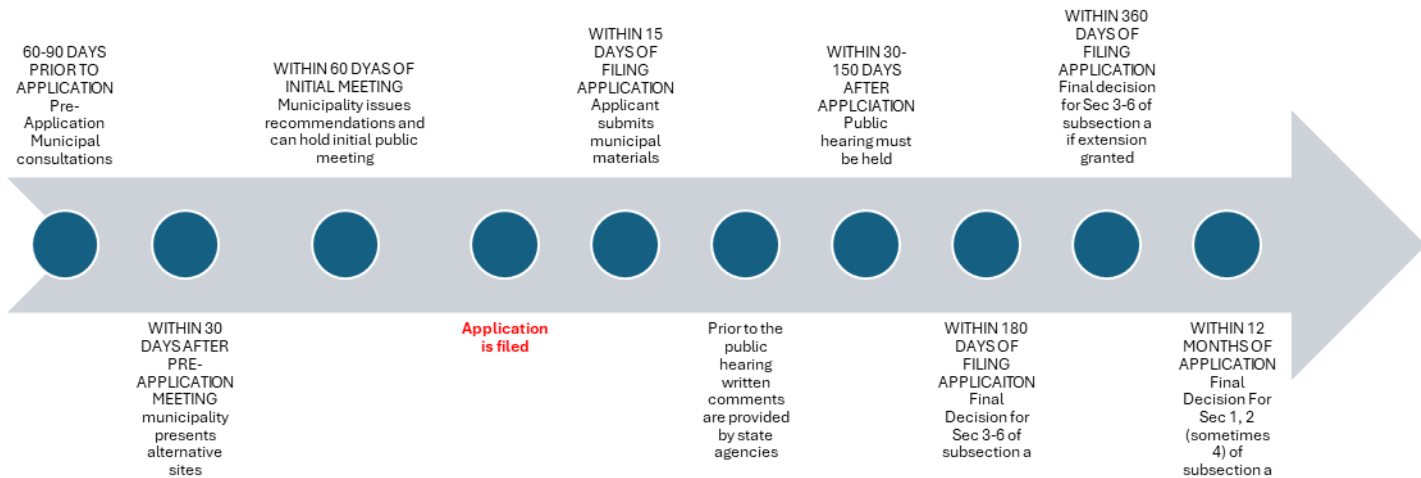 60-90 DAYS
PRIOR TO
APPLICATION
Pre-
Application
Municipal
consultations
WITHIN 30
DAYS AFTER
PRE-
APPLICATION
MEETING
municipality
presents
alternative
sites
WITHIN 60 DYAS OF
INITIAL MEETING
Municipality issues
recommendations and
can hold initial public
meeting
Application
is filed
WITHIN 15
DAYS OF
FILING
APPLICATION
Applicant
submits
municipal
materials
Prior to the
public
hearing
written
comments
are provided
by state
agencies
WITHIN 30-
150 DAYS
AFTER
APPLCIATION
Public
hearing must
be held
WITHIN 180
DAYS OF
FILING
APPLICAITON
Final
Decision for
Sec 3-6 of
subsection a
WITHIN 360
DAYS OF
FILING
APPLICATION
Final decision
for Sec 3-6 of
subsection a
if extension
granted
WITHIN 12
MONTHS OF
APPLICATION
Final
Decision For
Sec 1, 2
(sometimes
4) of
subsection a